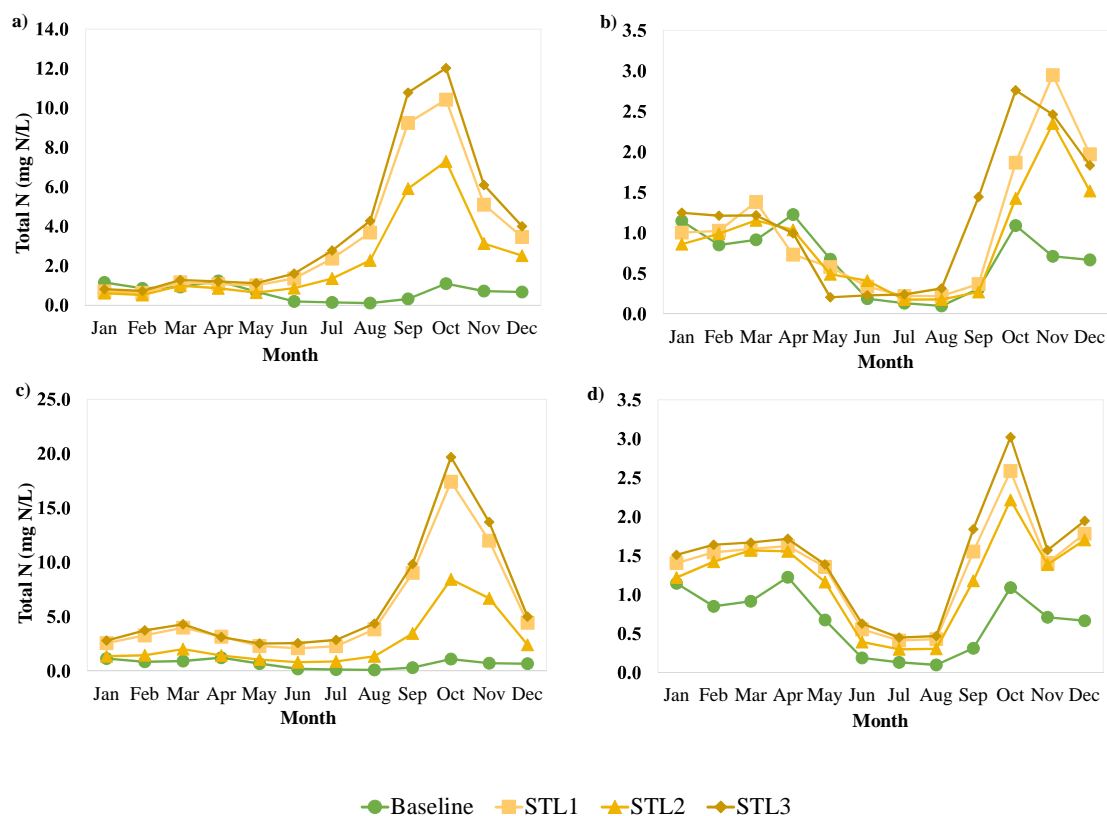 a)
14.0
12.0
10.0
8.0
6.0
4.0
2.0
0.0
Total N (mg N/L)
Jan Feb Mar Apr May Jun Jul Aug Sep Oct Nov Dec
Month
b)
3.5
3.0
2.5
2.0
1.5
1.0
0.5
0.0
Jan Feb Mar Apr May Jun Jul Aug Sep Oct Nov Dec
Month
c)
25.0
20.0
15.0
10.0
5.0
0.0
Total N (mg N/L)
Jan Feb Mar Apr May Jun Jul Aug Sep Oct Nov Dec
Month
d)
3.5
3.0
2.5
2.0
1.5
1.0
0.5
0.0
Jan Feb Mar Apr May Jun Jul Aug Sep Oct Nov Dec
Month
Baseline STL1 STL2 STL3